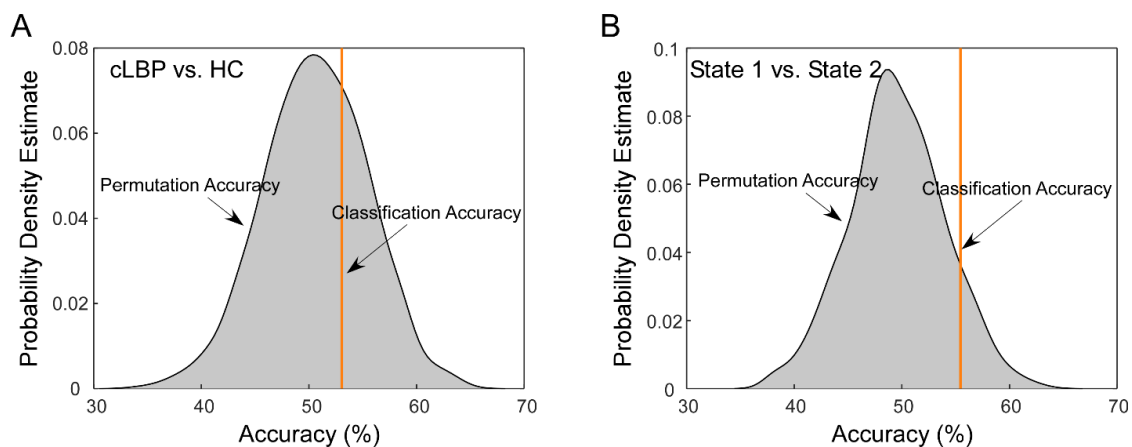 A
cLBP vs. HC
Probability Density Estimate
0.08
0.06
0.04
0.02
0
Permutation Accuracy
Classification Accuracy
30 40 50 60 70
Accuracy (%)
B
State 1 vs. State 2
Probability Density Estimate
0.1
0.08
0.06
0.04
0.02
0
Permutation Accuracy
Classification Accuracy
30 40 50 60 70
Accuracy (%)